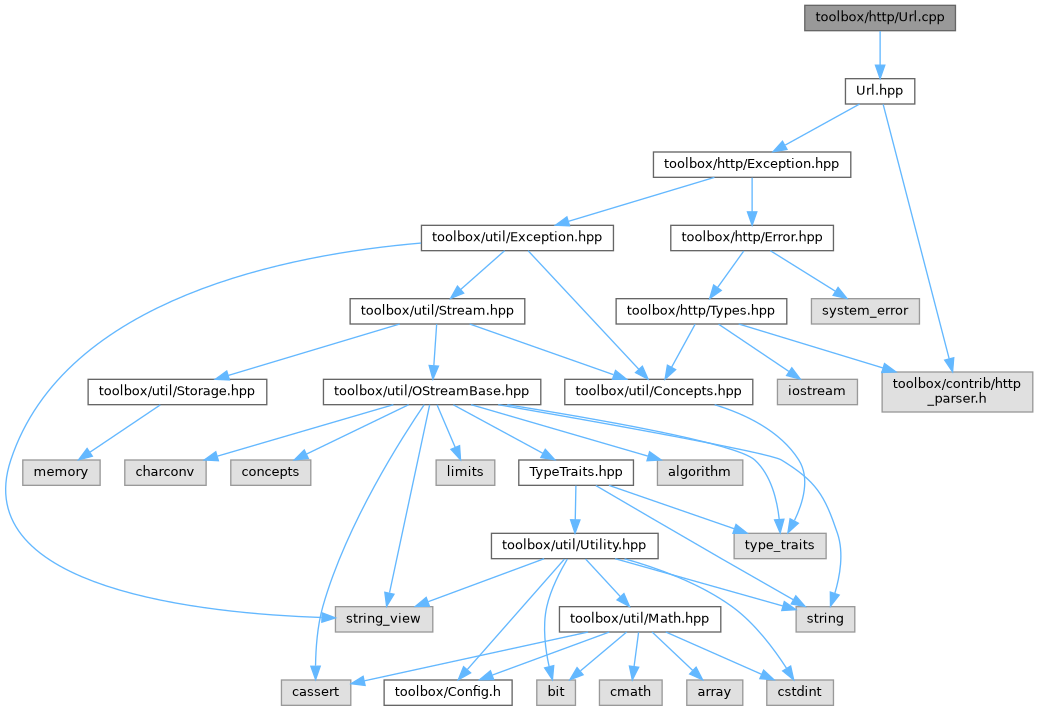 toolbox/http/Url.cpp
Url.hpp
toolbox/http/Exception.hpp
toolbox/util/Exception.hpp
toolbox/http/Error.hpp
toolbox/util/Stream.hpp
toolbox/http/Types.hpp
system_error
toolbox/util/Storage.hpp
toolbox/util/OStreamBase.hpp
toolbox/util/Concepts.hpp
iostream
toolbox/contrib/http
_parser.h
memory
charconv
concepts
limits
TypeTraits.hpp
algorithm
toolbox/util/Utility.hpp
type_traits
string_view
toolbox/util/Math.hpp
string
cassert
toolbox/Config.h
bit
cmath
array
cstdint